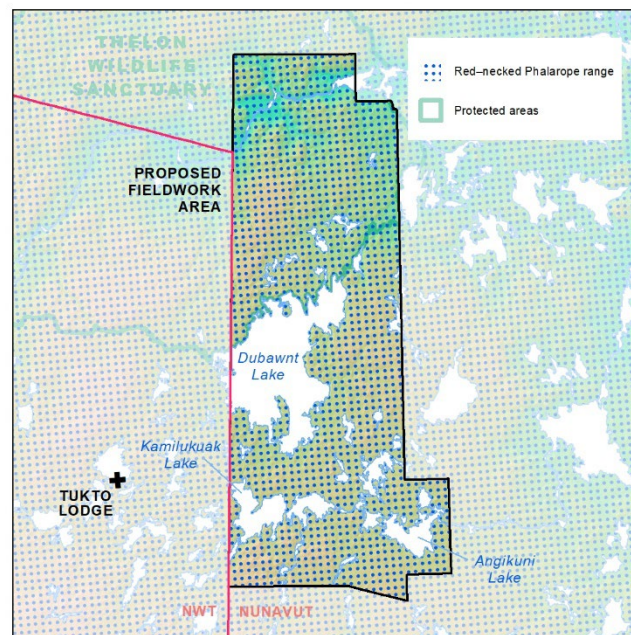 THELON
WILDLIFE
SANCTUARY
Red–necked Phalarope range
Protected areas
PROPOSED
FIELDWORK
AREA
Dubawnt
Lake
Kamilukuak
Lake
TUKTO
LODGE
Angikuni
Lake
NWT
NUNAVUT